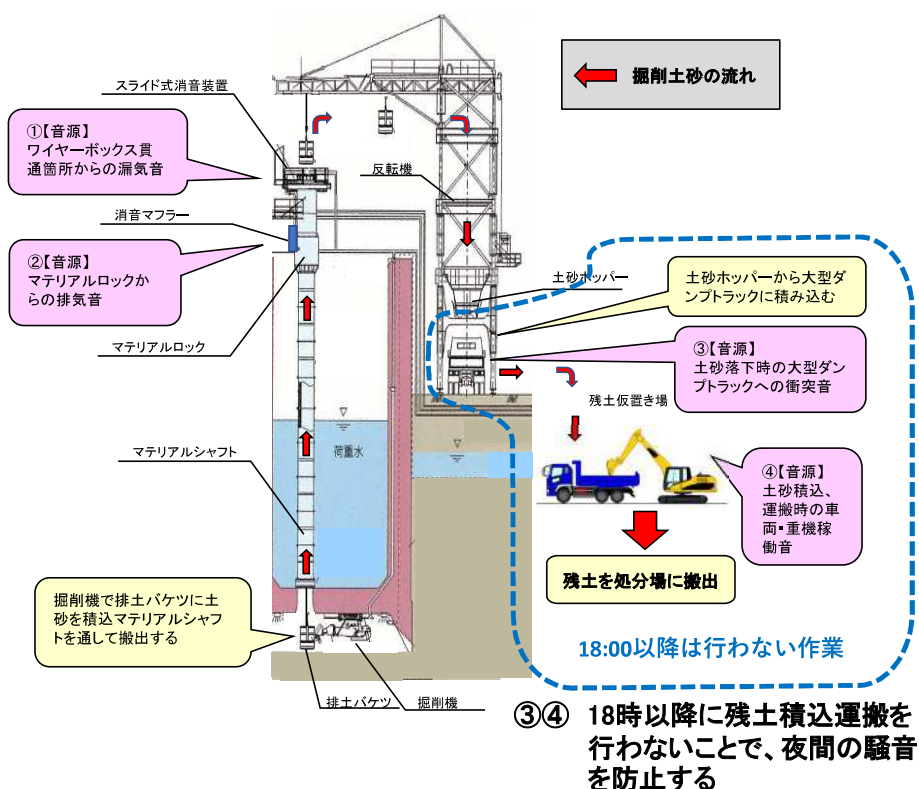 掘削土砂の流れ
スライド式消音装置
①【音源】
ワイヤーボックス貫
通箇所からの漏気音
反転機
消音マフラー
②【音源】
マテリアルロックか
らの排気音
土砂ホッパー
土砂ホッパーから大型ダ
ンプトラックに積み込む
マテリアルロック
③【音源】
土砂落下時の大型ダン
プトラックへの衝突音
残土仮置き場
荷重水
マテリアルシャフト
④【音源】
土砂積込、
運搬時の車
両・重機稼
働音
残土を処分場に搬出
掘削機で排土バケツに土
砂を積込マテリアルシャフ
トを通して搬出する
18:00以降は行わない作業
排土バケツ
掘削機
③④ 18時以降に残土積込運搬を
行わないことで、夜間の騒音
を防止する